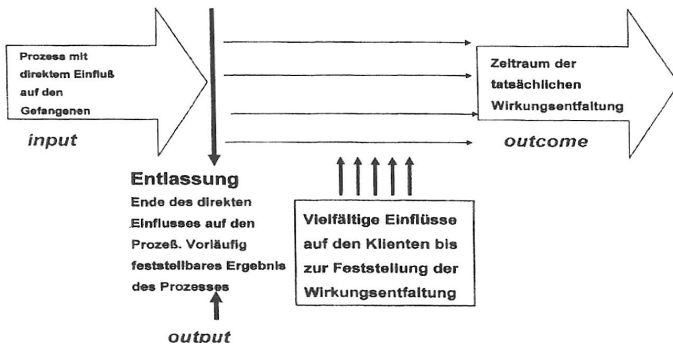 Prozess mit
direktem Einfluß
auf den
Gefangenen
input
Zeitraum der
tatsächlichen
Wirkungsentfaltung
outcome
Entlassung
Ende des direkten
Einflusses auf den
Prozeß. Vorläufig
feststellbares Ergebnis
des Prozesses
output
Vielfältige Einflüsse
auf den Klienten bis
zur Feststellung der
Wirkungsentfaltung